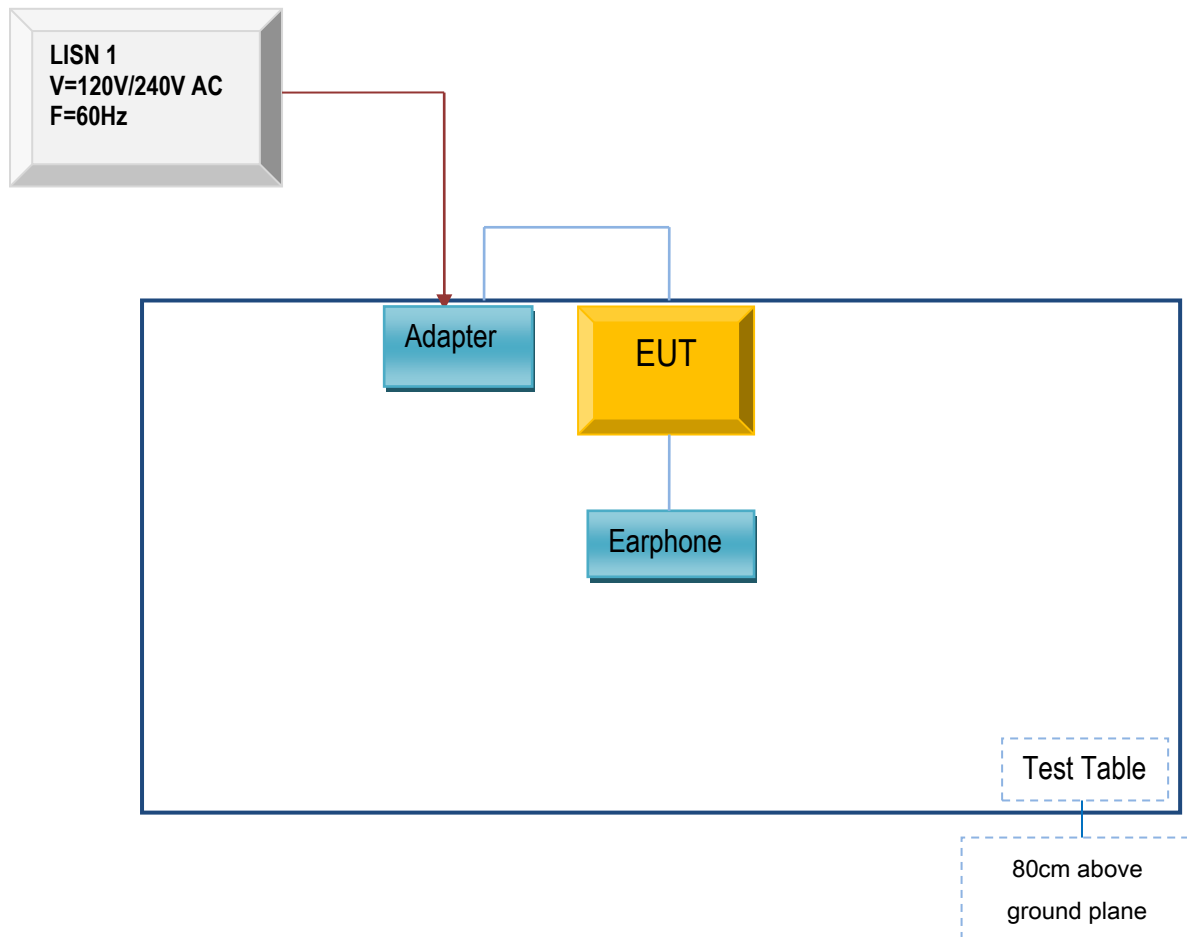 LISN 1
V=120V/240V AC
F=60Hz
Adapter
EUT
Earphone
Test Table
80cm above
ground plane